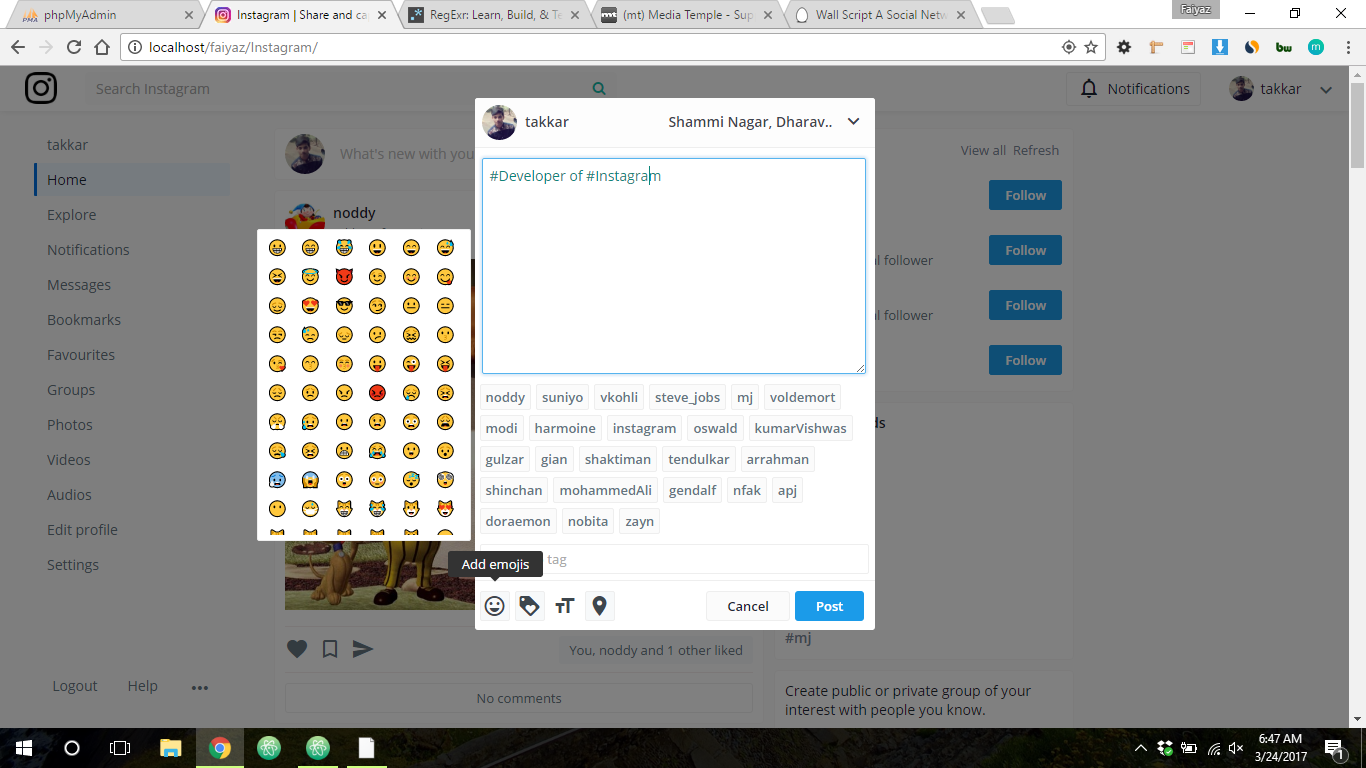 phpMyAdmin
Instagram | Share and ca
RegExr: Learn, Build, & Te
(mt) Media Temple - Sup
Wall Script A Social Netw
Faiyaz
localhost/faiyaz/Instagram/
Search Instagram
Notifications
takkar
takkar
Shammi Nagar, Dharav..
takkar
Home
Explore
Notifications
Messages
Bookmarks
Favourites
Groups
Photos
Videos
Audios
Edit profile
Settings
Logout
Help
What's new with you
noddy
#Developer of #Instagram
noddy suniyo vkohli steve_jobs mj voldemort
modi harmoine instagram oswald kumarVishwas
gulzar gian shaktiman tendulkar arrahman
shinchan mohammedAli gendalf nfak apj
doraemon nobita zayn
tag
Add emojis
Cancel
Post
You, noddy and 1 other liked
No comments
View all Refresh
Follow
Follow
l follower
Follow
l follower
Follow
ds
#mj
Create public or private group of your
interest with people you know.
6:47 AM
3/24/2017
1